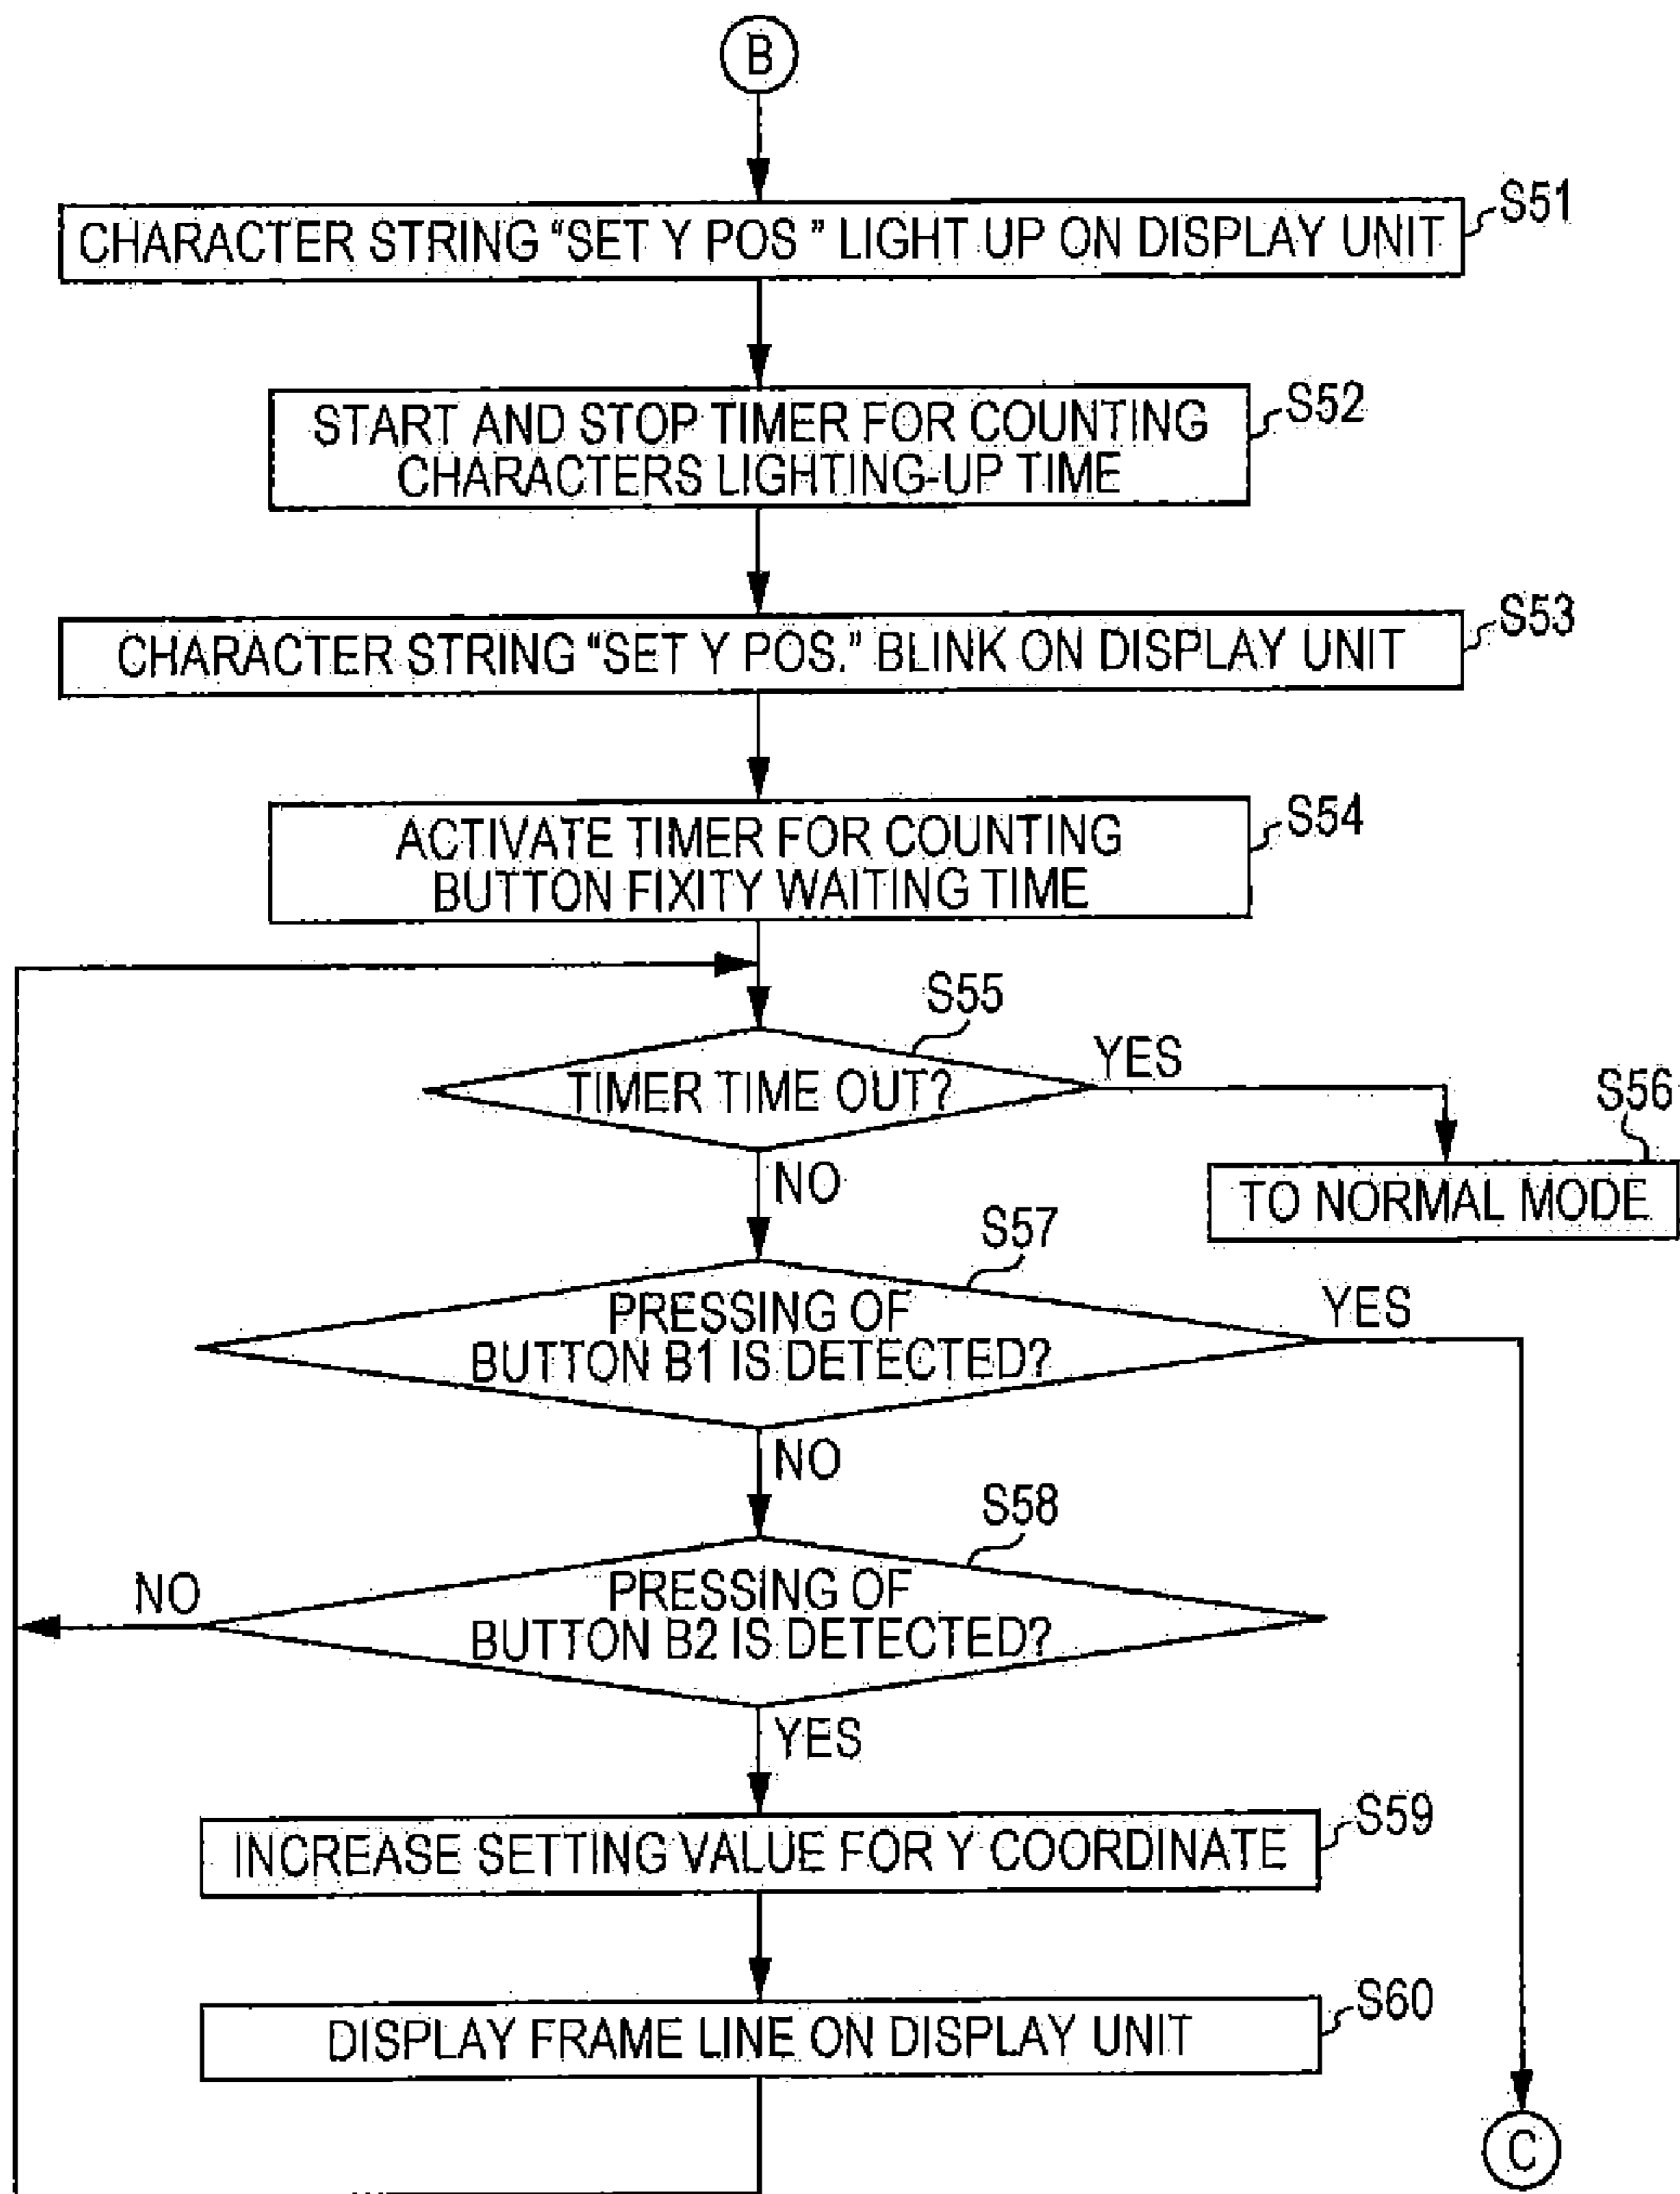 B
CHARACTER STRING “SET Y POS ” LIGHT UP ON DISPLAY UNIT
S51
START AND STOP TIMER FOR COUNTING
CHARACTERS LIGHTING-UP TIME
S52
CHARACTER STRING “SET Y POS.” BLINK ON DISPLAY UNIT
S53
ACTIVATE TIMER FOR COUNTING
BUTTON FIXITY WAITING TIME
S54
S55
TIMER TIME OUT?
YES
S56
TO NORMAL MODE
NO
S57
PRESSING OF
BUTTON B1 IS DETECTED?
YES
NO
S58
PRESSING OF
BUTTON B2 IS DETECTED?
NO
YES
S59
INCREASE SETTING VALUE FOR Y COORDINATE
S60
DISPLAY FRAME LINE ON DISPLAY UNIT
C